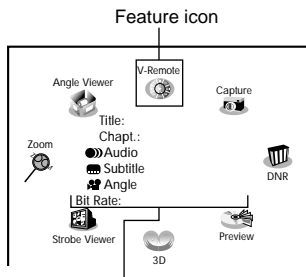 Feature icon
V-Remote
Angle Viewer
Capture
Title:
Chapt.:
Zoom
Audio
Subtitle
DNR
Angle
Bit Rate:
Strobe Viewer
Preview
3D